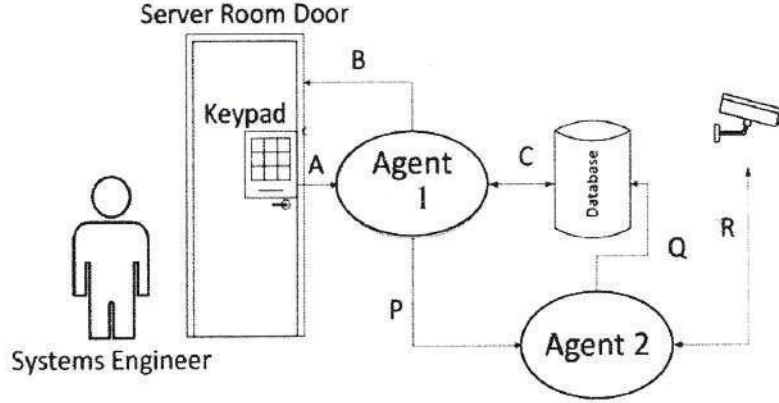 Server Room Door
B
Keypad
A
Agent
1
C
Database
R
Q
P
Agent 2
Systems Engineer